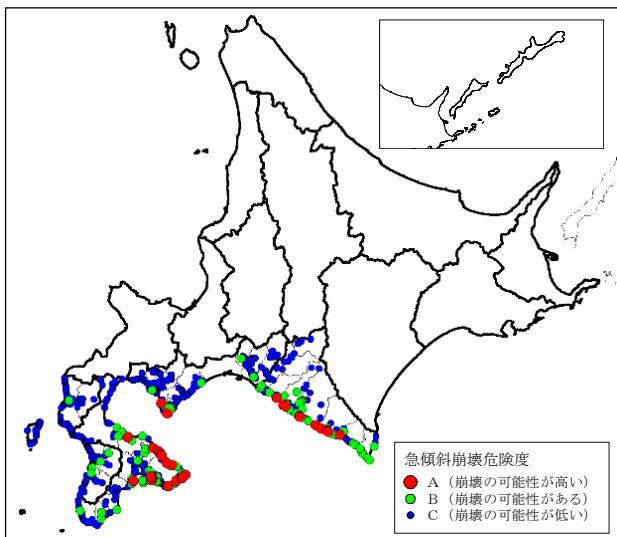 急傾斜崩壊危険度
A（崩壊の可能性が高い）
B（崩壊の可能性がある）
C（崩壊の可能性が低い）